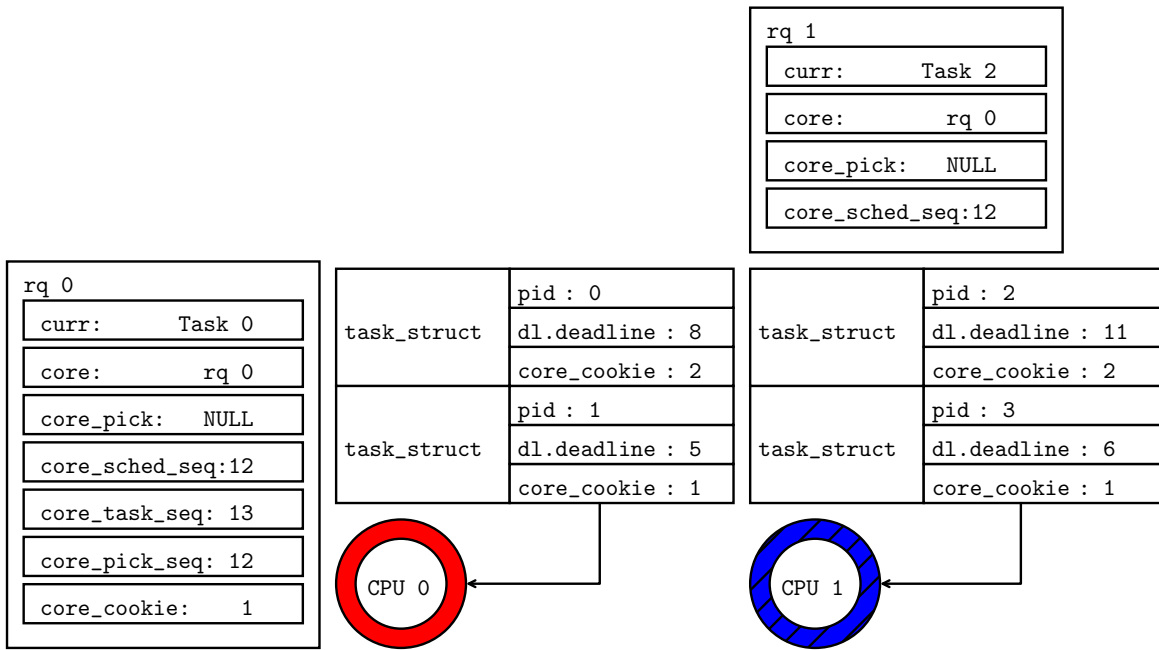 rq 1
curr: Task 2
core: rq 0
core_pick: NULL
core_sched_seq:12
rq 0
curr: Task 0
core: rq 0
core_pick: NULL
core_sched_seq:12
core_task_seq: 13
core_pick_seq: 12
core_cookie: 1
task_struct
pid : 0
dl.deadline : 8
core_cookie : 2
task_struct
pid : 1
dl.deadline : 5
core_cookie : 1
CPU 0
task_struct
pid : 2
dl.deadline : 11
core_cookie : 2
task_struct
pid : 3
dl.deadline : 6
core_cookie : 1
CPU 1